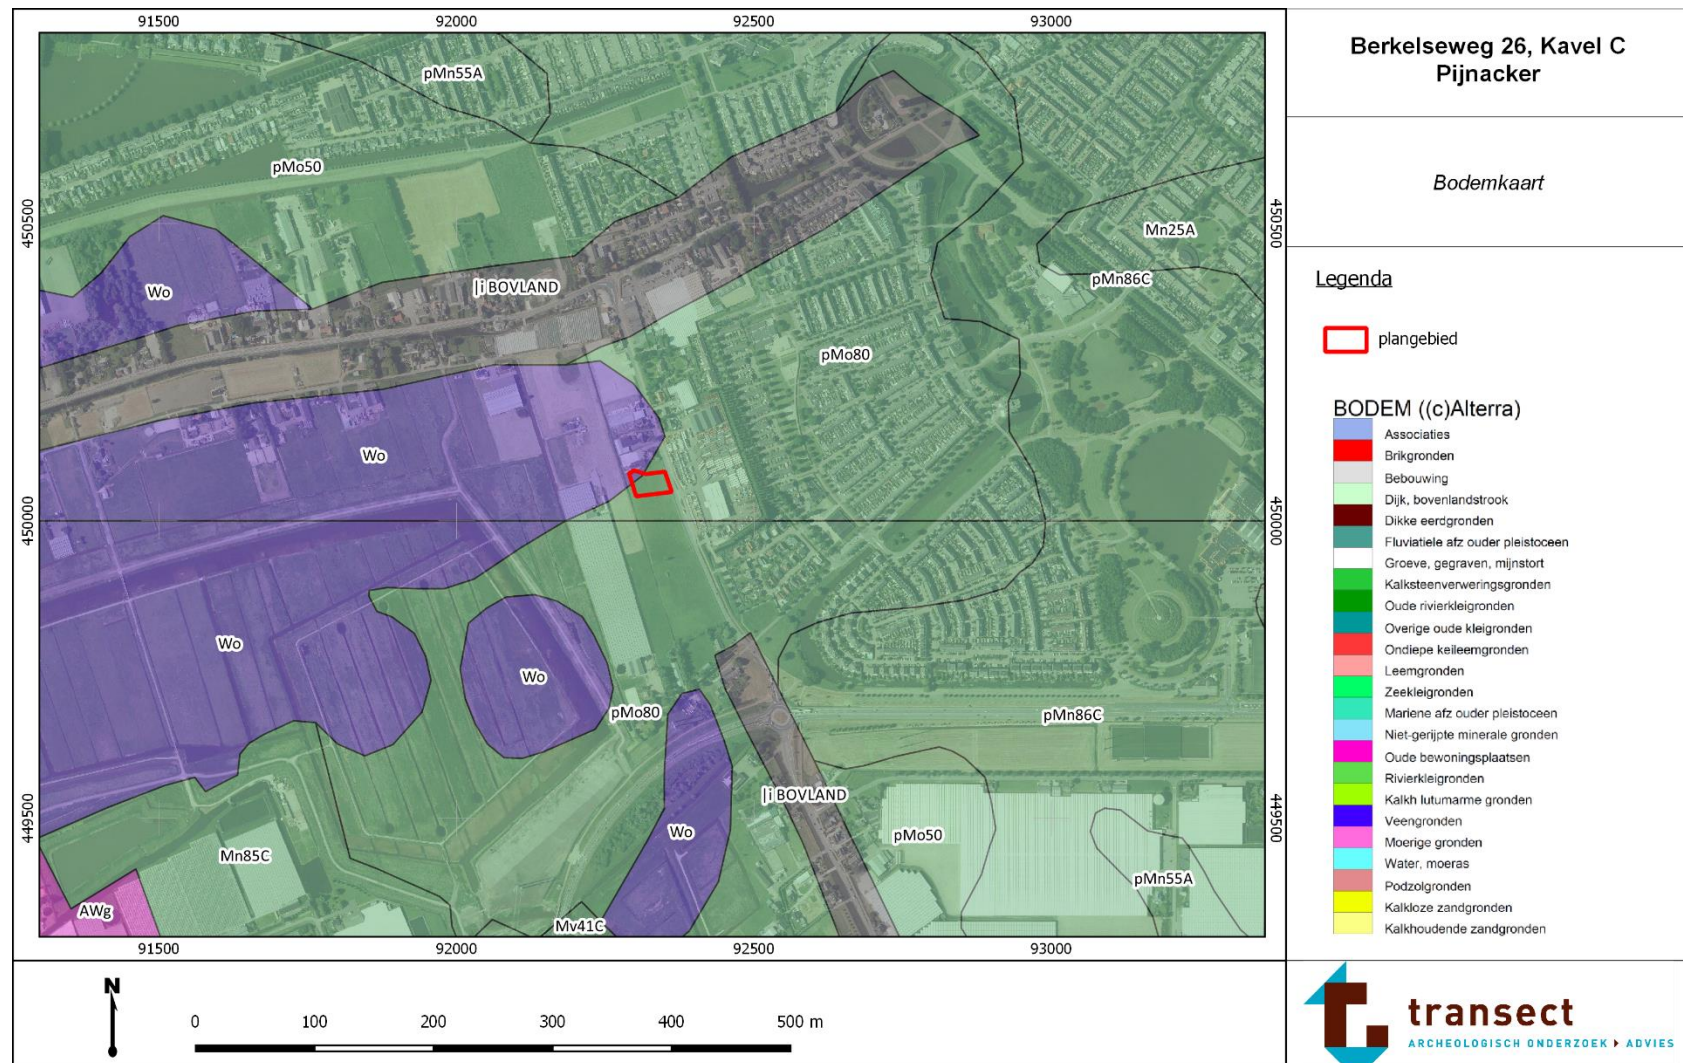 91500
92000
92500
93000
450500
450000
449500
450500
450000
449500
91500
92000
92500
93000
pMn55A
pMo50
Mn25A
pMn86C
Wo
|i BOVLAND
pMo80
Wo
Wo
Wo
pMo80
pMn86C
|i BOVLAND
Wo
pMo50
Mn85C
pMn55A
AWg
Mv41C
N
0 100 200 300 400 500 m
Berkelseweg 26, Kavel C
Pijnacker
Bodemkaart
Legenda
plangebied
BODEM ((c)Alterra)
Associaties
Brikgronden
Bebouwing
Dijk, bovenlandstrook
Dikke eerdgronden
Fluviatiele afz ouder pleistoceen
Groeve, gegraven, mijnstort
Kalksteenverweringsgronden
Oude rivierkleigronden
Overige oude kleigronden
Ondiepe keileemgronden
Leemgronden
Zeekleigronden
Mariene afz ouder pleistoceen
Niet-gerijpte minerale gronden
Oude bewoningsplaatsen
Rivierkleigronden
Kalkh lutumarme gronden
Veengronden
Moerige gronden
Water, moeras
Podzolgronden
Kalkloze zandgronden
Kalkhoudende zandgronden
transect
ARCHEOLOGISCH ONDERZOEK ▸ ADVIES